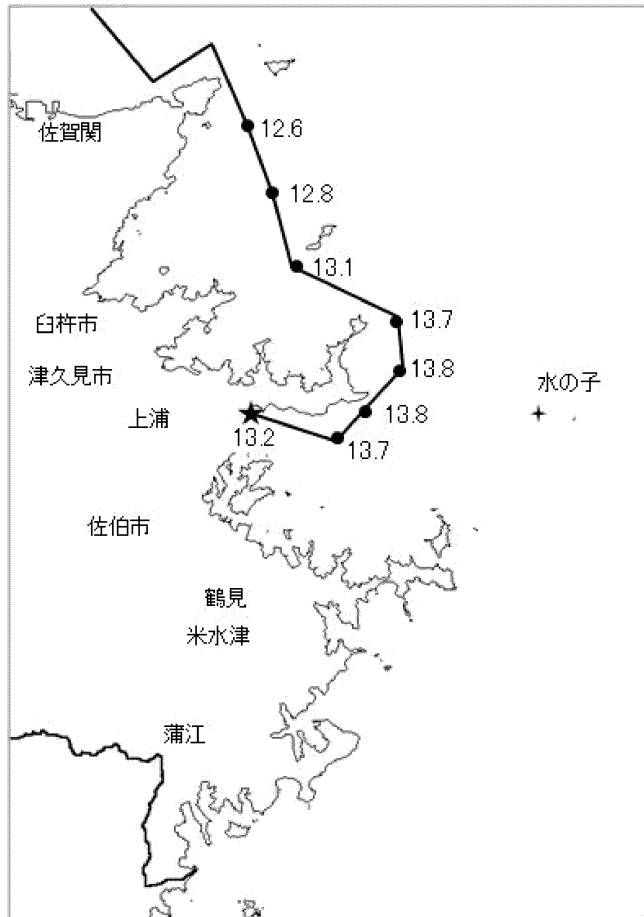 佐賀関
12.6
12.8
13.1
臼杵市
13.7
津久見市
13.8
水の子
上浦
13.8
13.2
13.7
佐伯市
鶴見
米水津
蒲江